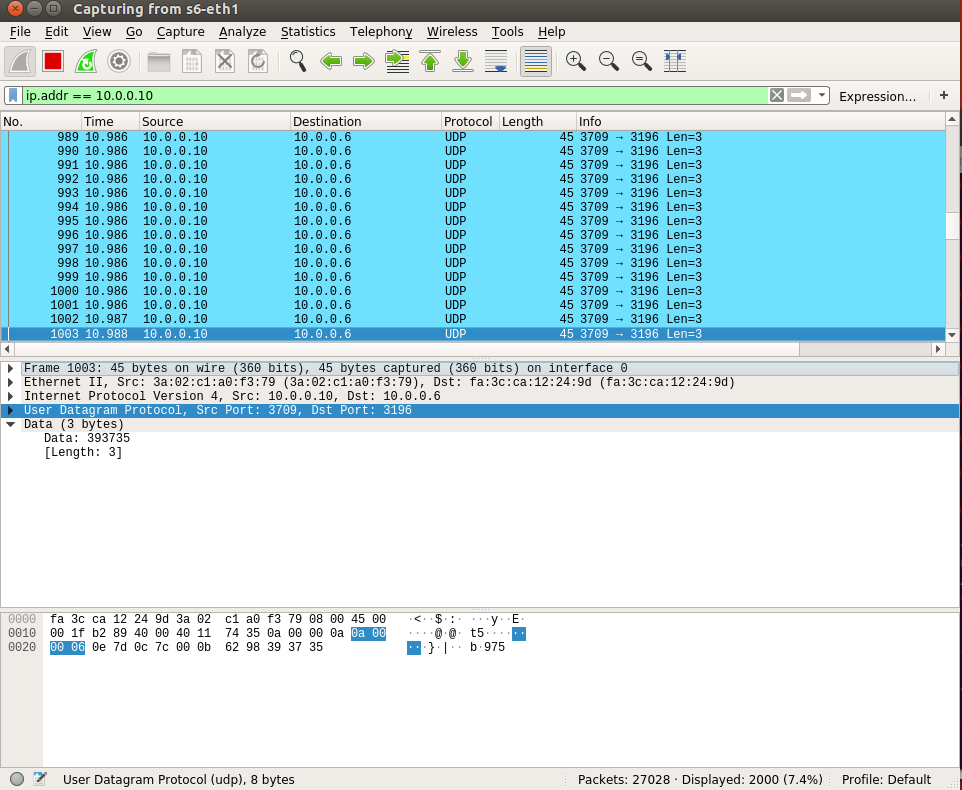 Capturing from s6-eth1
File Edit View Go Capture Analyze Statistics Telephony Wireless Tools Help
ip.addr == 10.0.0.10 Expression… +
No. Time Source Destination Protocol Length Info
989 10.986 10.0.0.10 10.0.0.6 UDP 45 3709 → 3196 Len=3
990 10.986 10.0.0.10 10.0.0.6 UDP 45 3709 → 3196 Len=3
991 10.986 10.0.0.10 10.0.0.6 UDP 45 3709 → 3196 Len=3
992 10.986 10.0.0.10 10.0.0.6 UDP 45 3709 → 3196 Len=3
993 10.986 10.0.0.10 10.0.0.6 UDP 45 3709 → 3196 Len=3
994 10.986 10.0.0.10 10.0.0.6 UDP 45 3709 → 3196 Len=3
995 10.986 10.0.0.10 10.0.0.6 UDP 45 3709 → 3196 Len=3
996 10.986 10.0.0.10 10.0.0.6 UDP 45 3709 → 3196 Len=3
997 10.986 10.0.0.10 10.0.0.6 UDP 45 3709 → 3196 Len=3
998 10.986 10.0.0.10 10.0.0.6 UDP 45 3709 → 3196 Len=3
999 10.986 10.0.0.10 10.0.0.6 UDP 45 3709 → 3196 Len=3
1000 10.986 10.0.0.10 10.0.0.6 UDP 45 3709 → 3196 Len=3
1001 10.986 10.0.0.10 10.0.0.6 UDP 45 3709 → 3196 Len=3
1002 10.987 10.0.0.10 10.0.0.6 UDP 45 3709 → 3196 Len=3
1003 10.988 10.0.0.10 10.0.0.6 UDP 45 3709 → 3196 Len=3
Frame 1003: 45 bytes on wire (360 bits), 45 bytes captured (360 bits) on interface 0
Ethernet II, Src: 3a:02:c1:a0:f3:79 (3a:02:c1:a0:f3:79), Dst: fa:3c:ca:12:24:9d (fa:3c:ca:12:24:9d)
Internet Protocol Version 4, Src: 10.0.0.10, Dst: 10.0.0.6
User Datagram Protocol, Src Port: 3709, Dst Port: 3196
Data (3 bytes)
Data: 393735
[Length: 3]
0000 fa 3c ca 12 24 9d 3a 02 c1 a0 f3 79 08 00 45 00 ·<··$·:· ···y··E·
0010 00 1f b2 89 40 00 40 11 74 35 0a 00 00 0a 0a 00 ····@·@· t5······
0020 00 06 0e 7d 0c 7c 00 0b 62 98 39 37 35 ···}·|·· b·975
User Datagram Protocol (udp), 8 bytes Packets: 27028 · Displayed: 2000 (7.4%) Profile: Default